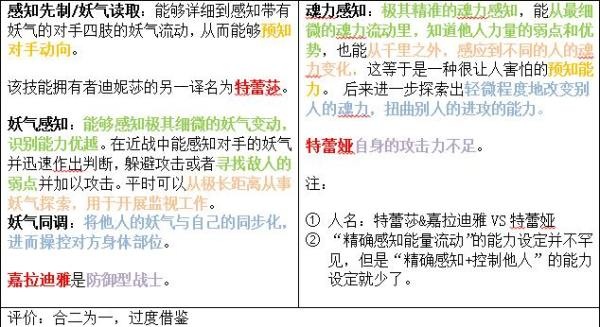 感知先制/妖气读取：能够详细到感知带有
妖气的对手四肢的妖气流动，从而能够预知
对手动向。
该技能拥有者迪妮莎的另一译名为特蕾莎。
妖气感知：能够感知极其细微的妖气变动，
识别能力优越。在近战中能感知对手的妖气
并迅速作出判断，躲避攻击或者寻找敌人的
弱点并加以攻击。平时可以从极长距离从事
妖气探索，用于开展监视工作。
妖气同调：将他人的妖气与自己的同步化，
进而操控对方身体部位。
嘉拉迪雅是防御型战士。
魂力感知：极其精准的魂力感知，能从最细
微的魂力流动里，知道他人力量的弱点和优
势，也能从千里之外，感应到不同的人的魂
力变化，这等于是一种很让人害怕的预知能
力。 后来进一步探索出轻微程度地改变别
人的魂力，扭曲别人的进攻的能力。
特蕾娅自身的攻击力不足。
注：
① 人名：特蕾莎&嘉拉迪雅 VS 特蕾娅
② “精确感知能量流动”的能力设定并不罕
见，但是“精确感知+控制他人”的能力
设定就少了。
评价：合二为一，过度借鉴